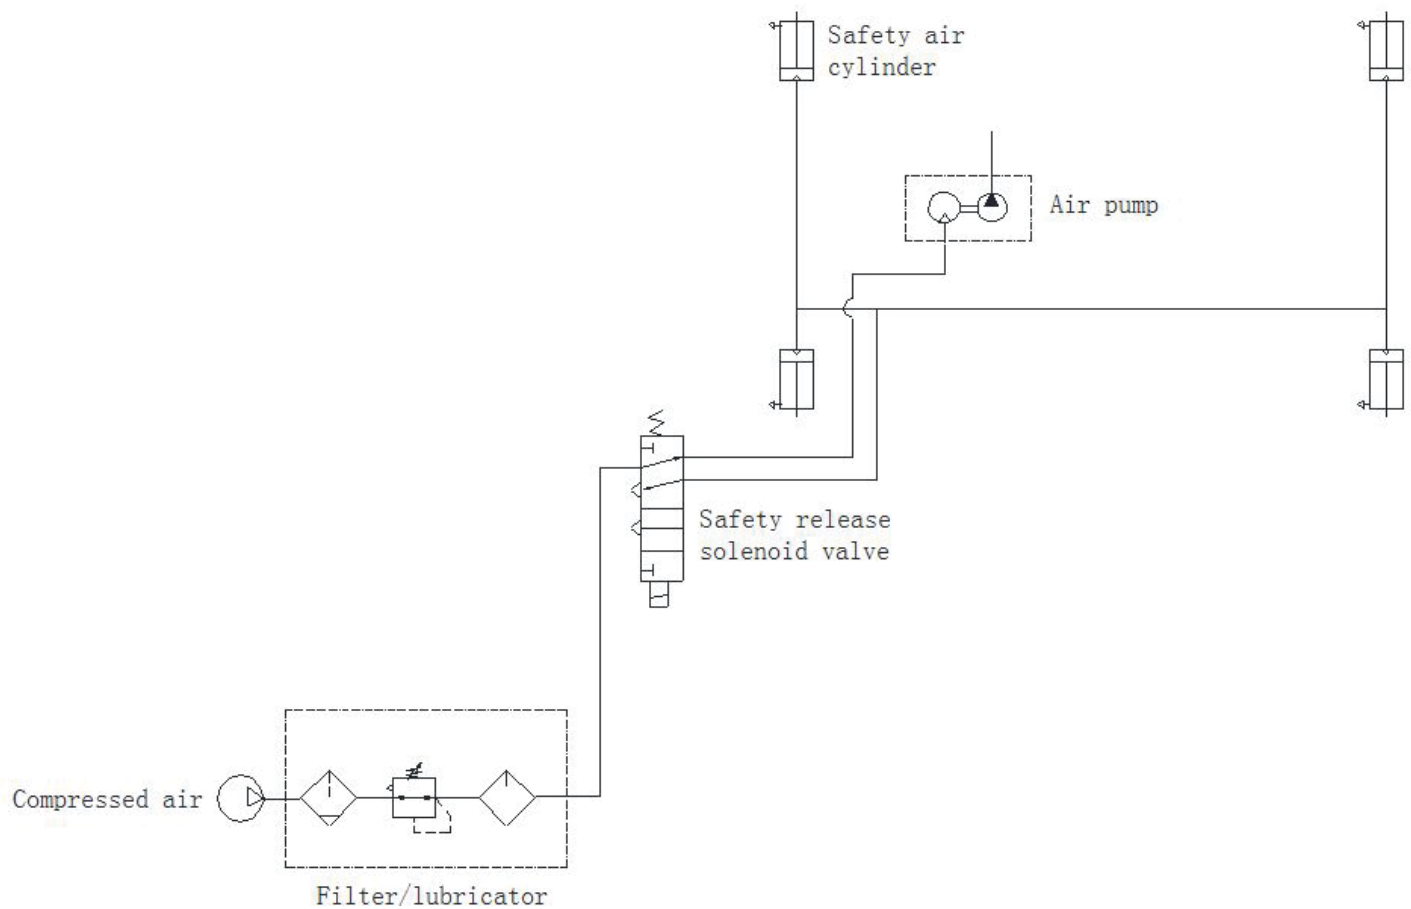 Safety air
cylinder
Air pump
Safety release
solenoid valve
Compressed air
Filter/lubricator